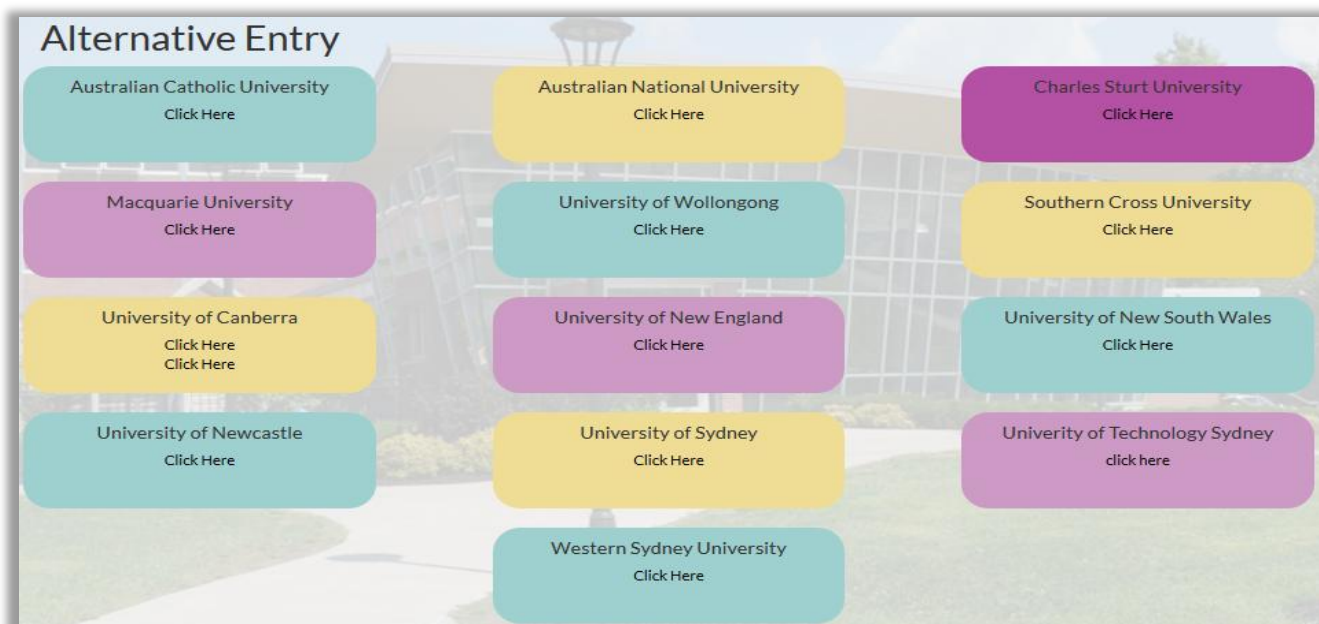 Alternative Entry
Australian Catholic University
Click Here
Australian National University
Click Here
Charles Sturt University
Click Here
Macquarie University
Click Here
University of Wollongong
Click Here
Southern Cross University
Click Here
University of Canberra
Click Here
Click Here
University of New England
Click Here
University of New South Wales
Click Here
University of Newcastle
Click Here
University of Sydney
Click Here
Univerity of Technology Sydney
click here
Western Sydney University
Click Here